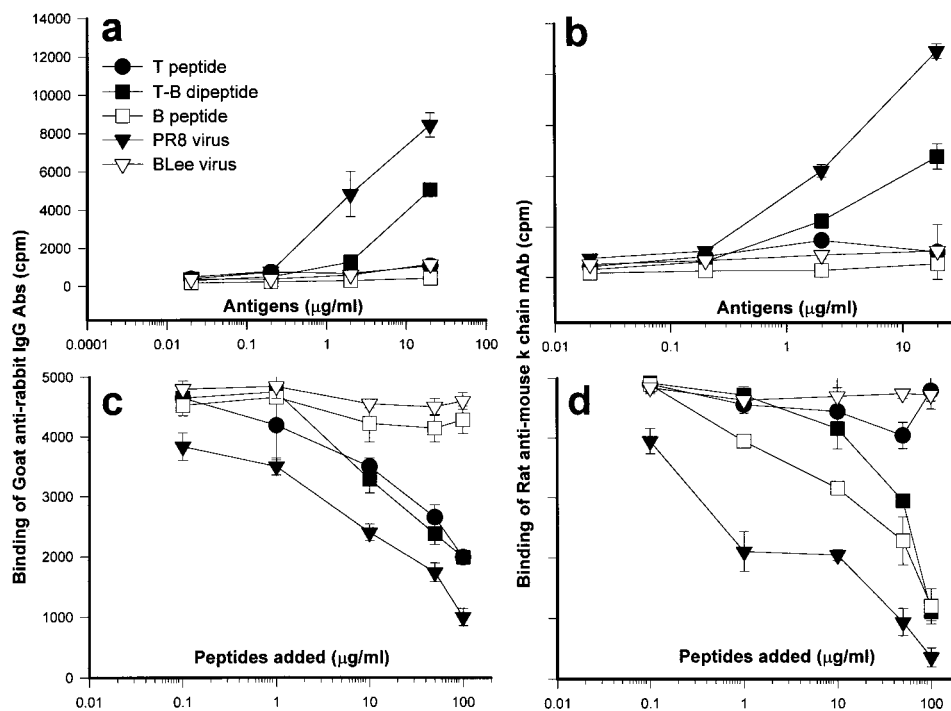 a
14000
12000
10000
8000
6000
4000
2000
0
T peptide
T-B dipeptide
B peptide
PR8 virus
BLee virus
Antigens (μg/ml)
0.0001
0.01
0.1
1
10
100
b
Antigens (μg/ml)
0.01
0.1
1
10
Binding of Goat anti-rabbit IgG Abs (cpm)
Binding of Rat anti-mouse k chain mAb (cpm)
c
5000
4000
3000
2000
1000
0
Peptides added (μg/ml)
0.01
0.1
1
10
100
d
Peptides added (μg/ml)
0.01
0.1
1
10
100